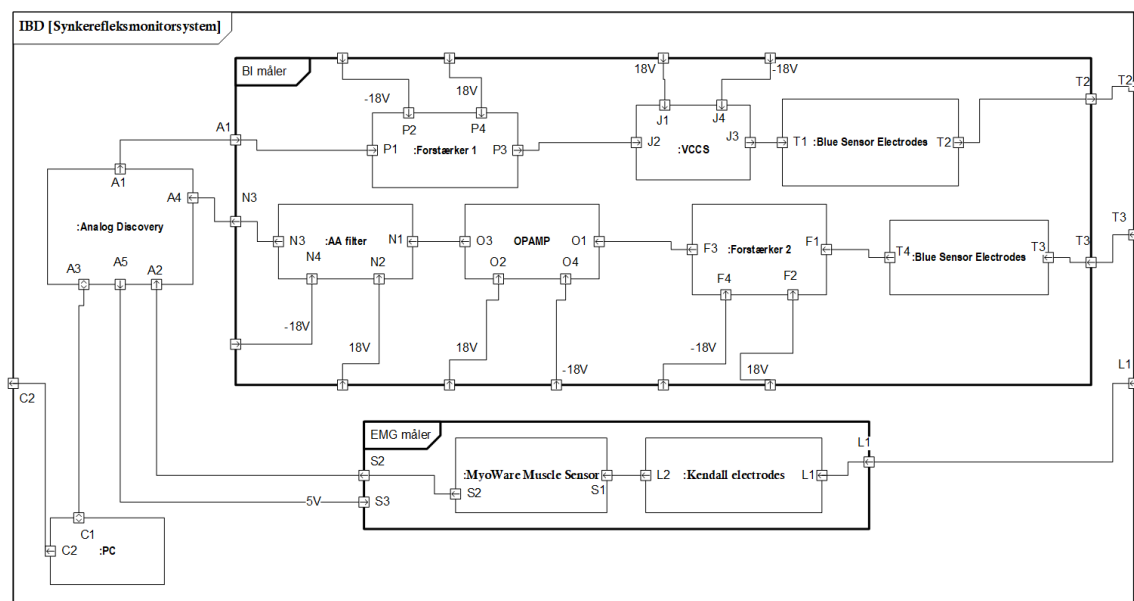 IBD [Synkerefleksmonitorsystem]
BI måler
-18V
18V
18V
-18V
T2
T2
A1
P2
P4
J1
J4
P1
:Forstærker 1
P3
J2
:VCCS
J3
T1
:Blue Sensor Electrodes
T2
A1
A4
N3
:Analog Discovery
A3
A5
A2
N3
:AA filter
N1
N4
N2
O3
OPAMP
O1
O2
O4
F3
:Forstærker 2
F1
F4
F2
T4
:Blue Sensor Electrodes
T3
T3
T3
-18V
18V
18V
-18V
-18V
18V
L1
C2
EMG måler
L1
S2
:MyoWare Muscle Sensor
S2
S1
L2
:Kendall electrodes
L1
5V
S3
C1
C2
:PC